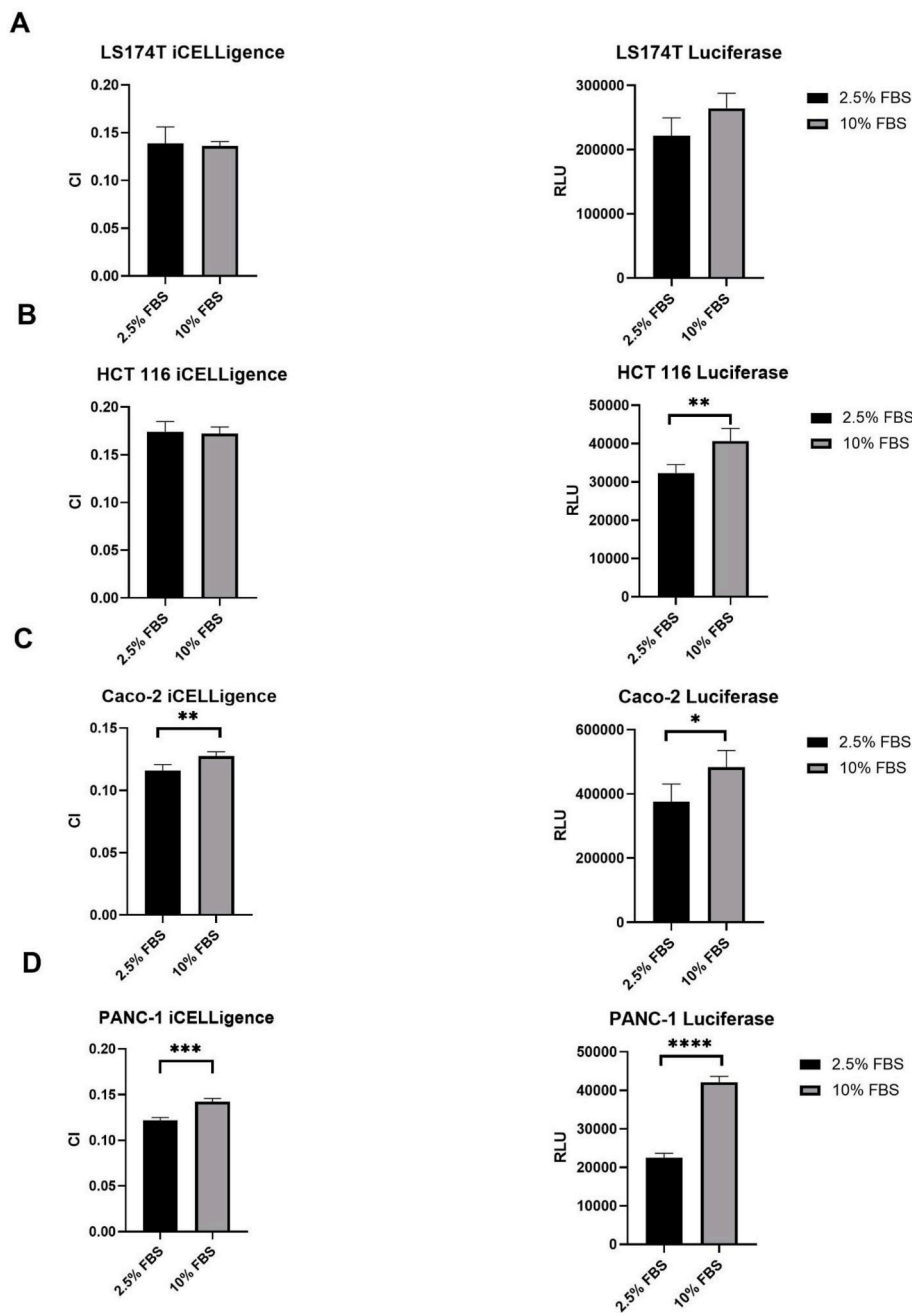 A
LS174T iCELLigence
0.20
0.15
0.10
0.05
0.00
CI
2.5% FBS
10% FBS
LS174T Luciferase
300000
200000
100000
0
RLU
2.5% FBS
10% FBS
2.5% FBS
10% FBS
B
HCT 116 iCELLigence
0.20
0.15
0.10
0.05
0.00
CI
2.5% FBS
10% FBS
HCT 116 Luciferase
50000
40000
30000
20000
10000
0
RLU
**
2.5% FBS
10% FBS
2.5% FBS
10% FBS
C
Caco-2 iCELLigence
0.15
0.10
0.05
0.00
CI
**
2.5% FBS
10% FBS
Caco-2 Luciferase
600000
400000
200000
0
RLU
*
2.5% FBS
10% FBS
2.5% FBS
10% FBS
D
PANC-1 iCELLigence
0.20
0.15
0.10
0.05
0.00
CI
***
2.5% FBS
10% FBS
PANC-1 Luciferase
50000
40000
30000
20000
10000
0
RLU
****
2.5% FBS
10% FBS
2.5% FBS
10% FBS